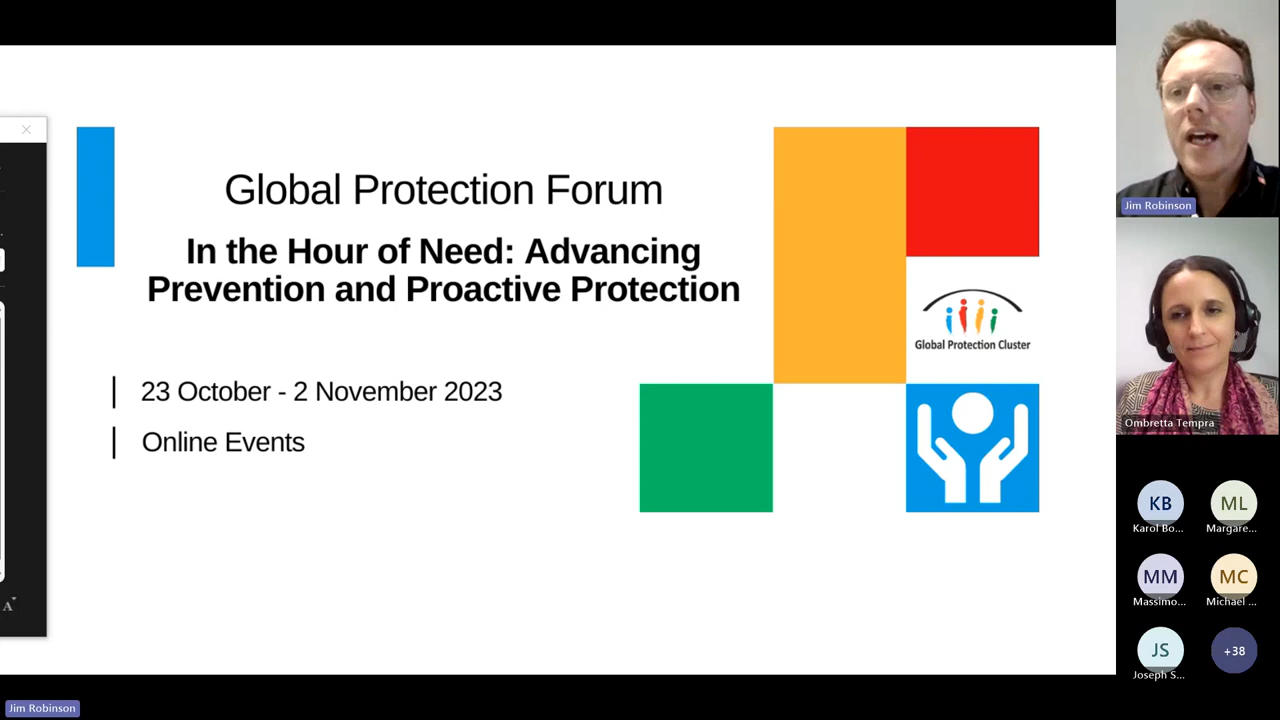 Global Protection Forum
In the Hour of Need: Advancing
Prevention and Proactive Protection
23 October - 2 November 2023
Online Events
Global Protection Cluster
A
Jim Robinson
Jim Robinson
Ombretta Tempra
KB
Karol Bo...
ML
Margare...
MM
Massimo...
MC
Michael ...
JS
Joseph S...
+38